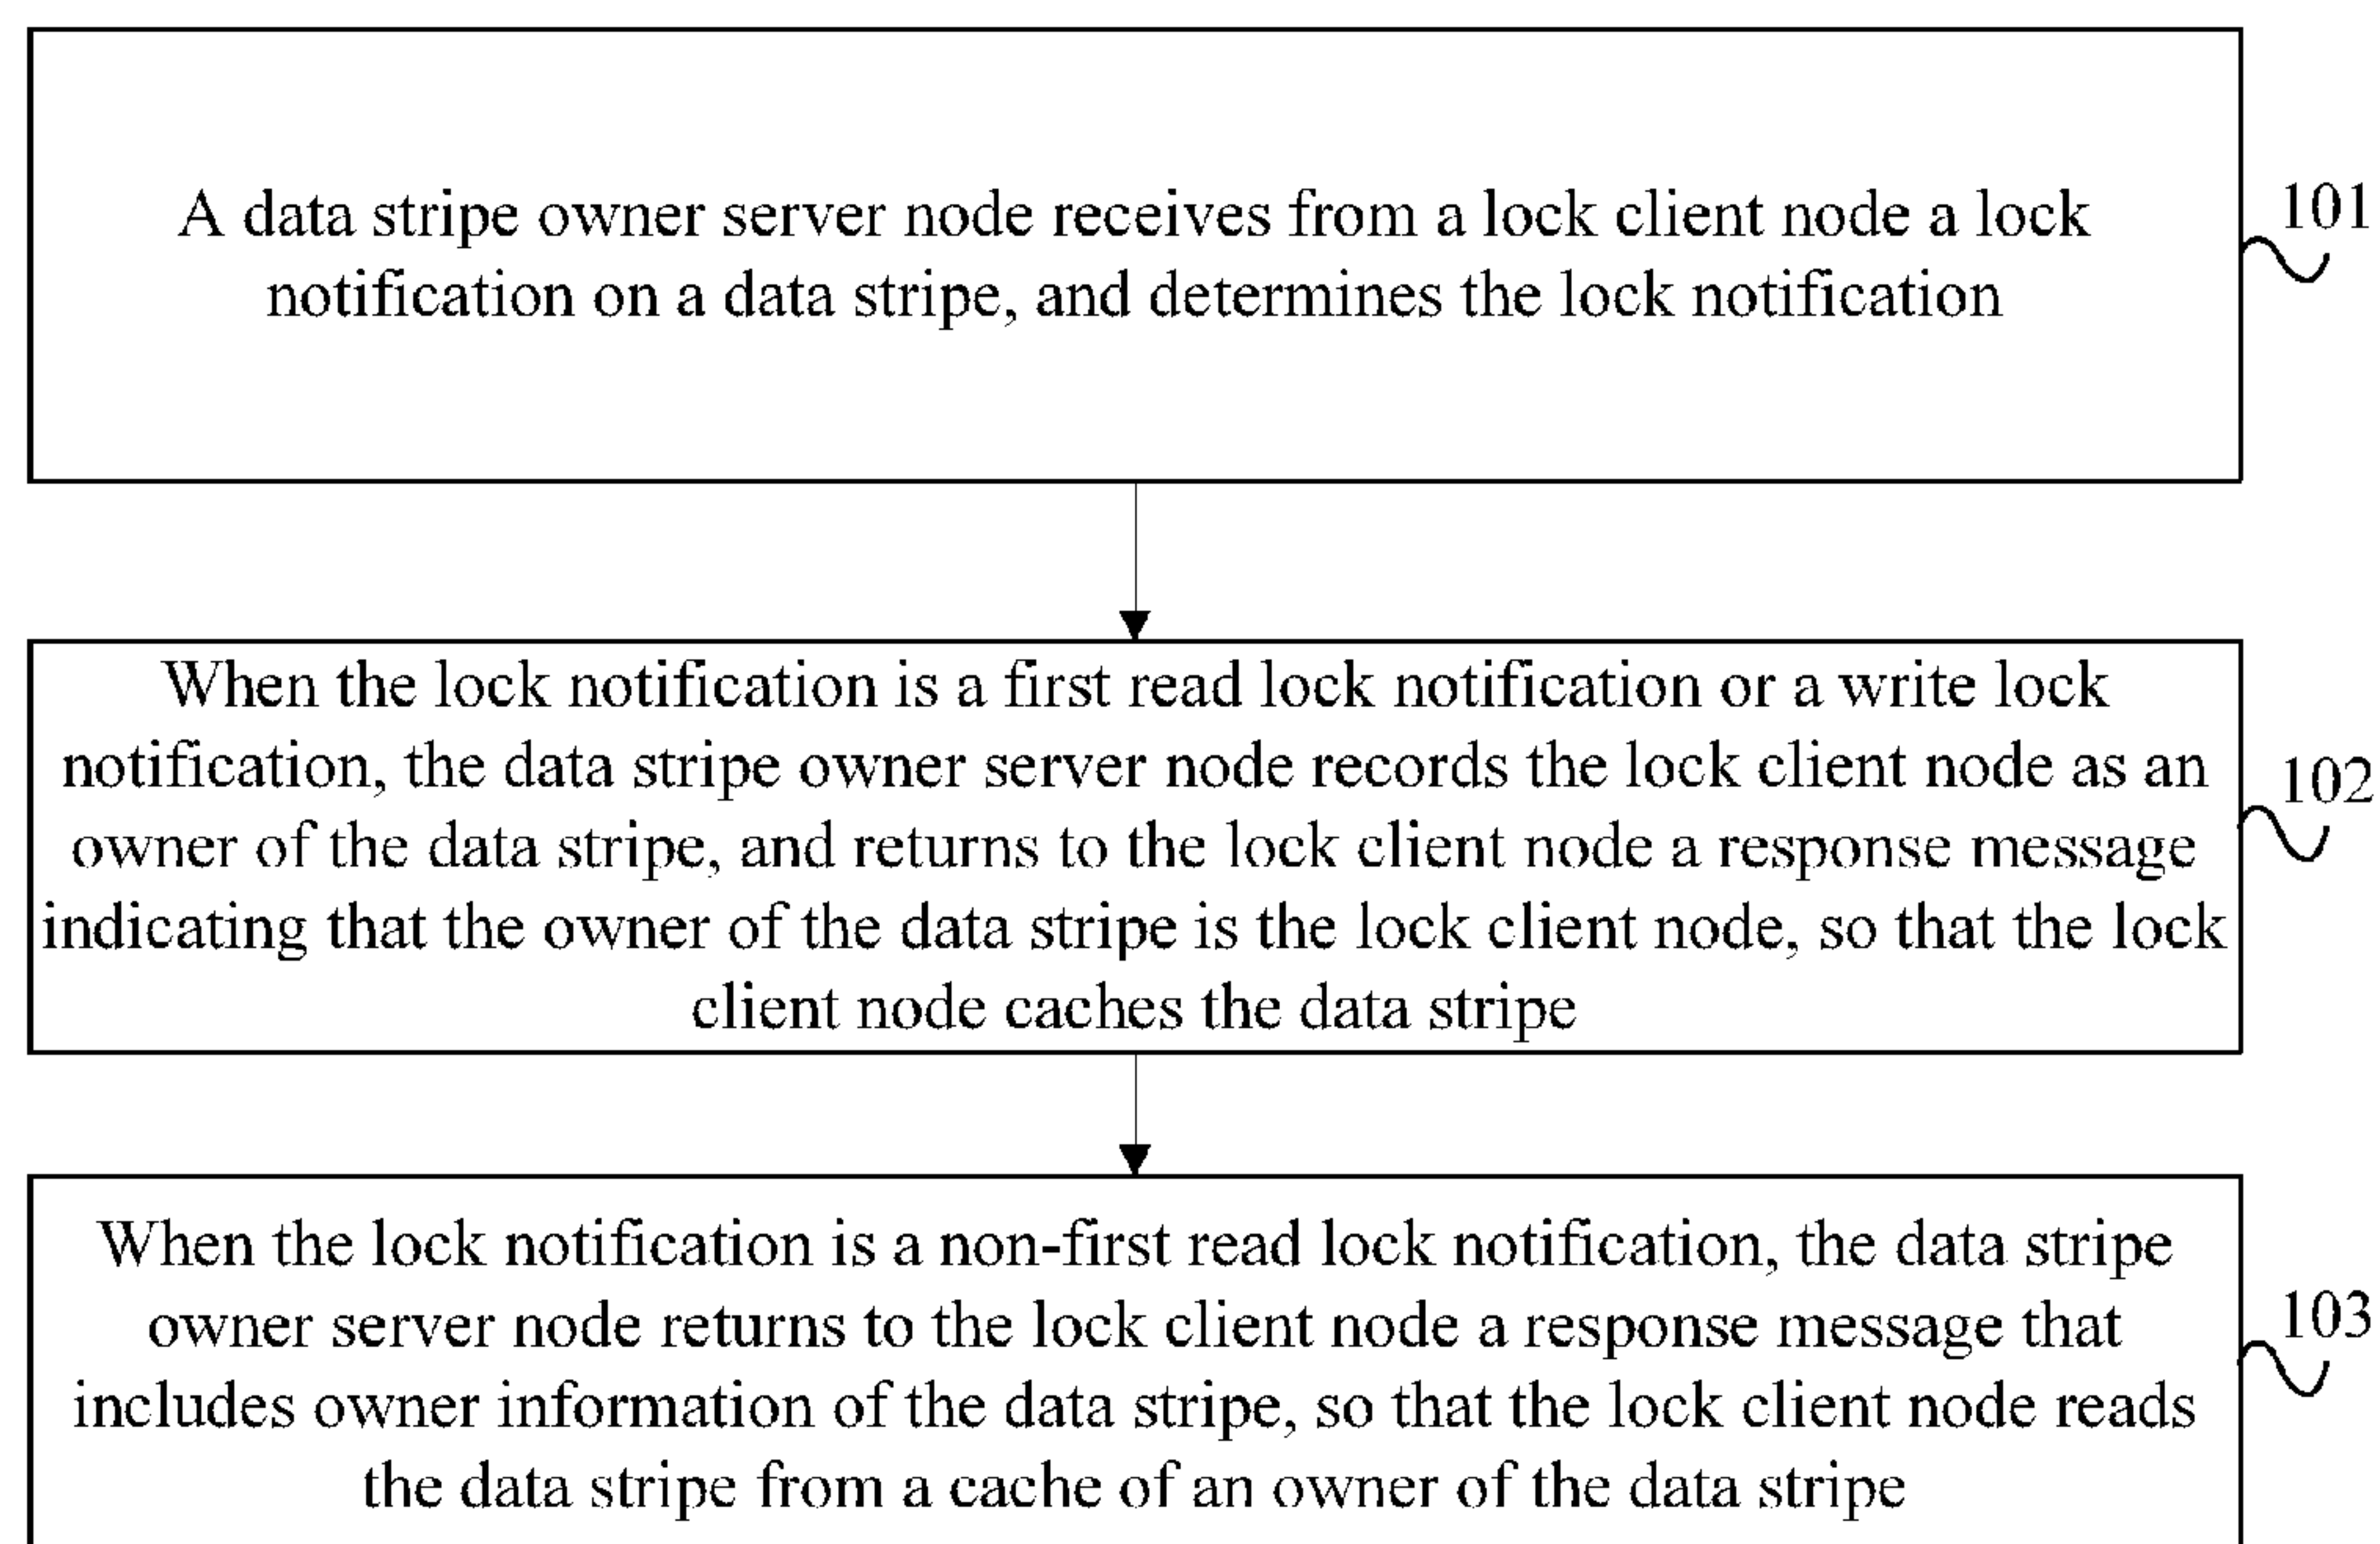 A data stripe owner server node receives from a lock client node a lock
notification on a data stripe, and determines the lock notification
101
When the lock notification is a first read lock notification or a write lock
notification, the data stripe owner server node records the lock client node as an
owner of the data stripe, and returns to the lock client node a response message
indicating that the owner of the data stripe is the lock client node, so that the lock
client node caches the data stripe
102
When the lock notification is a non-first read lock notification, the data stripe
owner server node returns to the lock client node a response message that
includes owner information of the data stripe, so that the lock client node reads
the data stripe from a cache of an owner of the data stripe
103